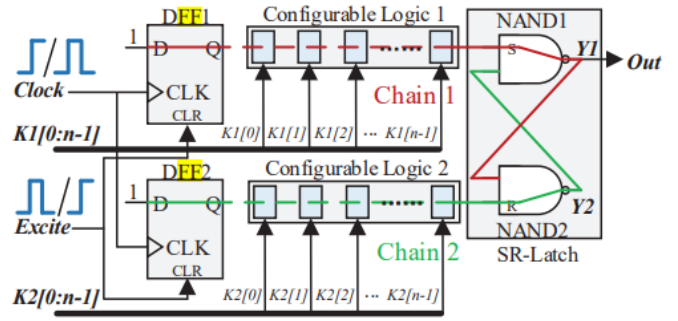 DFF1
Configurable Logic 1
NAND1
1
D
Q
S
Y1
Out
Clock
CLK
Chain 1
CLR
K1[0]
K1[1]
K1[2]
··· K1[n-1]
K1[0:n-1]
DFF2
Configurable Logic 2
1
D
Q
R
Y2
Excite
CLK
Chain 2
NAND2
CLR
SR-Latch
K2[0]
K2[1]
K2[2]
··· K2[n-1]
K2[0:n-1]